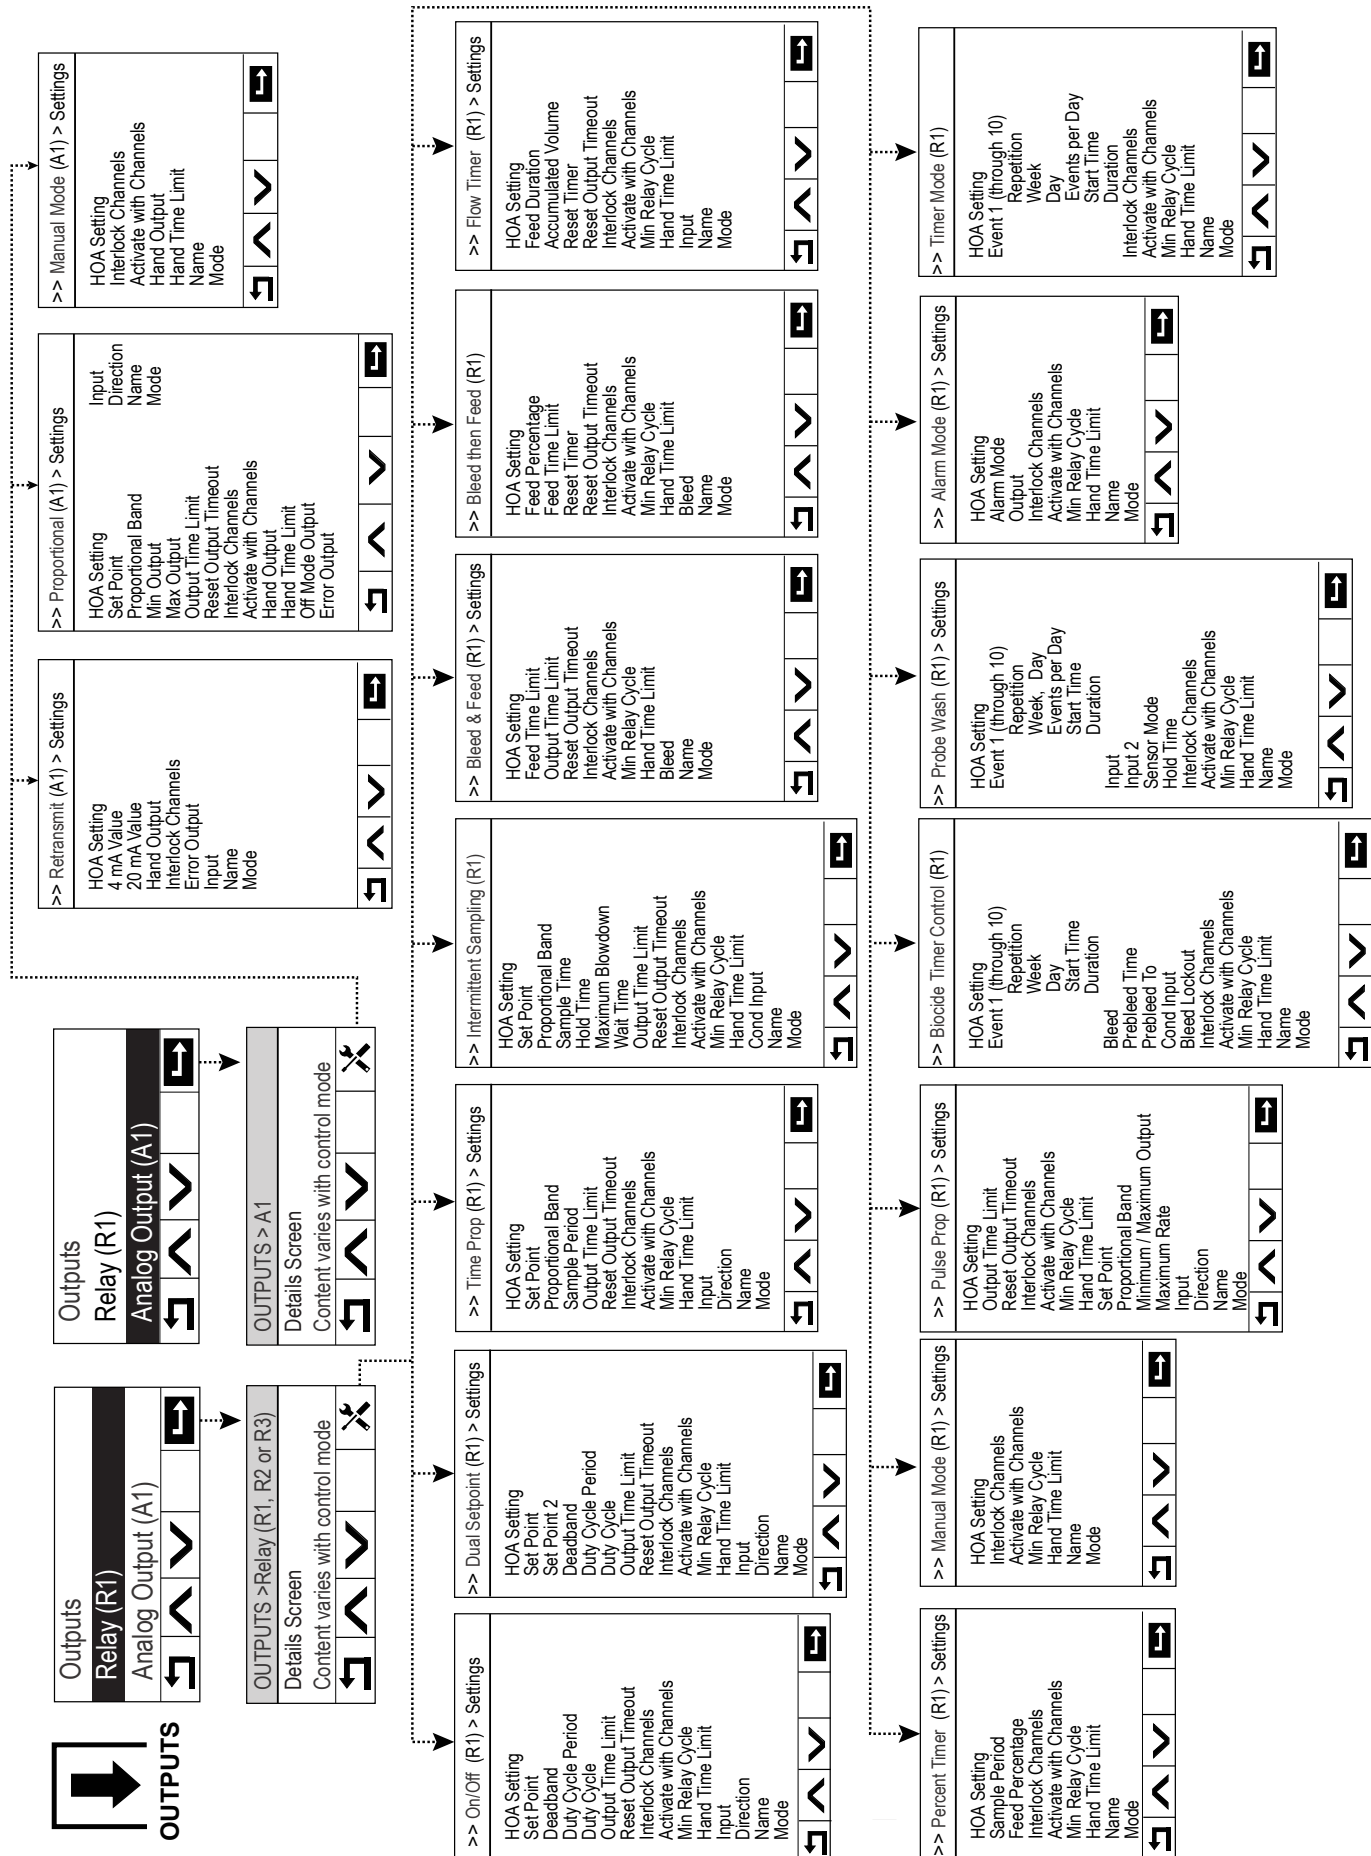 OUTPUTS
Outputs
Relay (R1)
Analog Output (A1)
OUTPUTS >Relay (R1, R2 or R3)
Details Screen
Content varies with control mode
Outputs
Relay (R1)
Analog Output (A1)
OUTPUTS > A1
Details Screen
Content varies with control mode
>> Retransmit (A1) > Settings
HOA Setting
4 mA Value
20 mA Value
Hand Output
Interlock Channels
Error Output
Input
Name
Mode
>> Proportional (A1) > Settings
HOA Setting
Set Point
Proportional Band
Min Output
Max Output
Output Time Limit
Reset Output Timeout
Interlock Channels
Activate with Channels
Hand Output
Hand Time Limit
Off Mode Output
Error Output
Input
Direction
Name
Mode
>> Manual Mode (A1) > Settings
HOA Setting
Interlock Channels
Activate with Channels
Hand Output
Hand Time Limit
Name
Mode
>> On/Off (R1) > Settings
HOA Setting
Set Point
Deadband
Duty Cycle Period
Duty Cycle
Output Time Limit
Reset Output Timeout
Interlock Channels
Activate with Channels
Min Relay Cycle
Hand Time Limit
Input
Direction
Name
Mode
>> Dual Setpoint (R1) > Settings
HOA Setting
Set Point
Set Point 2
Deadband
Duty Cycle Period
Duty Cycle
Output Time Limit
Reset Output Timeout
Interlock Channels
Activate with Channels
Min Relay Cycle
Hand Time Limit
Input
Direction
Name
Mode
>> Time Prop (R1) > Settings
HOA Setting
Set Point
Proportional Band
Sample Period
Output Time Limit
Reset Output Timeout
Interlock Channels
Activate with Channels
Min Relay Cycle
Hand Time Limit
Input
Direction
Name
Mode
>> Intermittent Sampling (R1)
HOA Setting
Set Point
Proportional Band
Sample Time
Hold Time
Maximum Blowdown
Wait Time
Output Time Limit
Reset Output Timeout
Interlock Channels
Activate with Channels
Min Relay Cycle
Hand Time Limit
Cond Input
Name
Mode
>> Bleed & Feed (R1) > Settings
HOA Setting
Feed Time Limit
Output Time Limit
Reset Output Timeout
Interlock Channels
Activate with Channels
Min Relay Cycle
Hand Time Limit
Bleed
Name
Mode
>> Bleed then Feed (R1)
HOA Setting
Feed Percentage
Feed Time Limit
Reset Timer
Reset Output Timeout
Interlock Channels
Activate with Channels
Min Relay Cycle
Hand Time Limit
Bleed
Name
Mode
>> Flow Timer (R1) > Settings
HOA Setting
Feed Duration
Accumulated Volume
Reset Timer
Reset Output Timeout
Interlock Channels
Activate with Channels
Min Relay Cycle
Hand Time Limit
Input
Name
Mode
>> Percent Timer (R1) > Settings
HOA Setting
Sample Period
Feed Percentage
Interlock Channels
Activate with Channels
Min Relay Cycle
Hand Time Limit
Name
Mode
>> Manual Mode (R1) > Settings
HOA Setting
Interlock Channels
Activate with Channels
Min Relay Cycle
Hand Time Limit
Name
Mode
>> Pulse Prop (R1) > Settings
HOA Setting
Output Time Limit
Reset Output Timeout
Interlock Channels
Activate with Channels
Min Relay Cycle
Hand Time Limit
Set Point
Proportional Band
Minimum / Maximum Output
Maximum Rate
Input
Direction
Name
Mode
>> Biocide Timer Control (R1)
HOA Setting
Event 1 (through 10)
Repetition
Week
Day
Start Time
Duration
Bleed
Prebleed Time
Prebleed To
Cond Input
Bleed Lockout
Interlock Channels
Activate with Channels
Min Relay Cycle
Hand Time Limit
Name
Mode
>> Probe Wash (R1) > Settings
HOA Setting
Event 1 (through 10)
Repetition
Week, Day
Events per Day
Start Time
Duration
Input
Input 2
Sensor Mode
Hold Time
Interlock Channels
Activate with Channels
Min Relay Cycle
Hand Time Limit
Name
Mode
>> Alarm Mode (R1) > Settings
HOA Setting
Alarm Mode
Output
Interlock Channels
Activate with Channels
Min Relay Cycle
Hand Time Limit
Name
Mode
>> Timer Mode (R1)
HOA Setting
Event 1 (through 10)
Repetition
Week
Day
Events per Day
Start Time
Duration
Interlock Channels
Activate with Channels
Min Relay Cycle
Hand Time Limit
Name
Mode